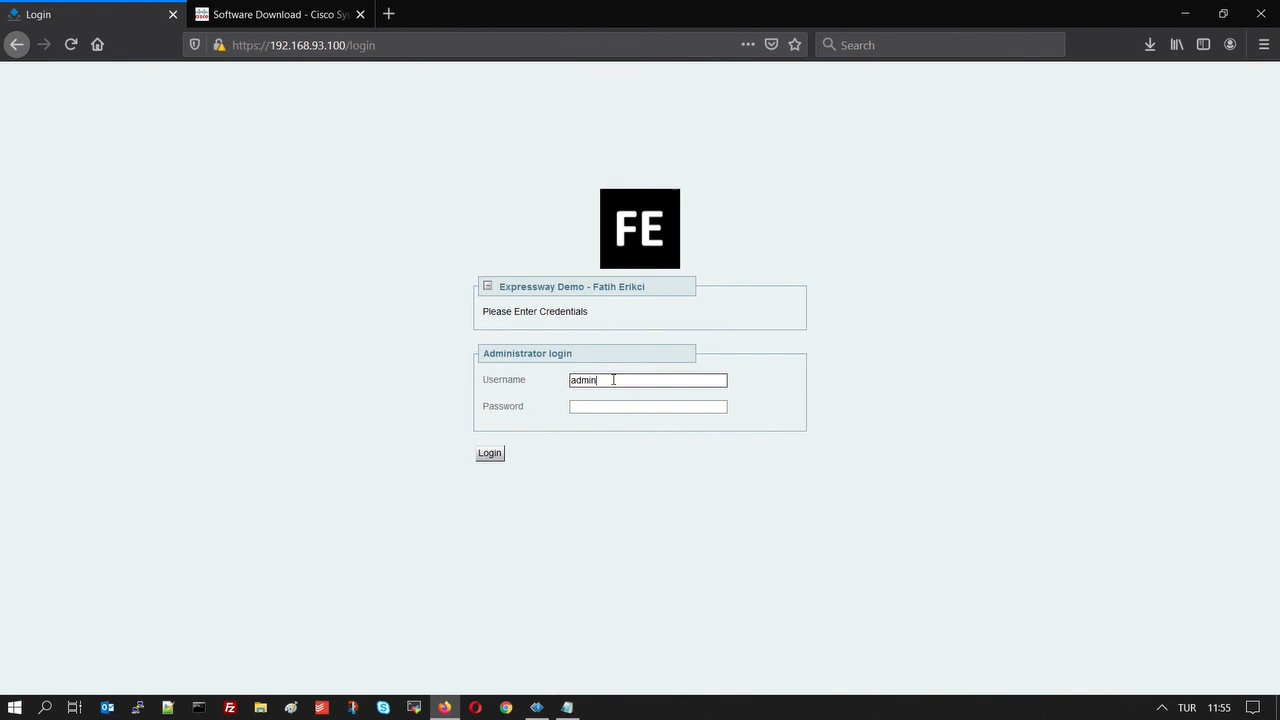 Login
Software Download - Cisco Sys
https://192.168.93.100/login
Search
FE
Expressway Demo - Fatih Erikci
Please Enter Credentials
Administrator login
Username
admin
Password
Login
TUR
11:55